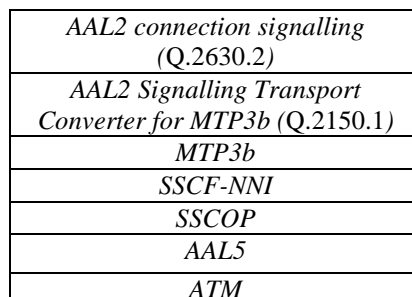 AAL2 connection signalling
(Q.2630.2)
AAL2 Signalling Transport
Converter for MTP3b (Q.2150.1)
MTP3b
SSCF-NNI
SSCOP
AAL5
ATM